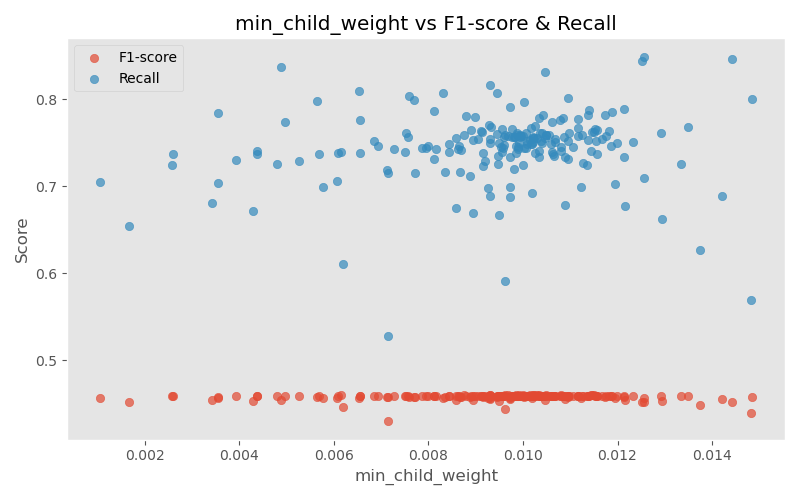 min_child_weight vs F1-score & Recall
F1-score
Recall
0.8
0.7
0.6
0.5
Score
0.002
0.004
0.006
0.008
0.010
0.012
0.014
min_child_weight